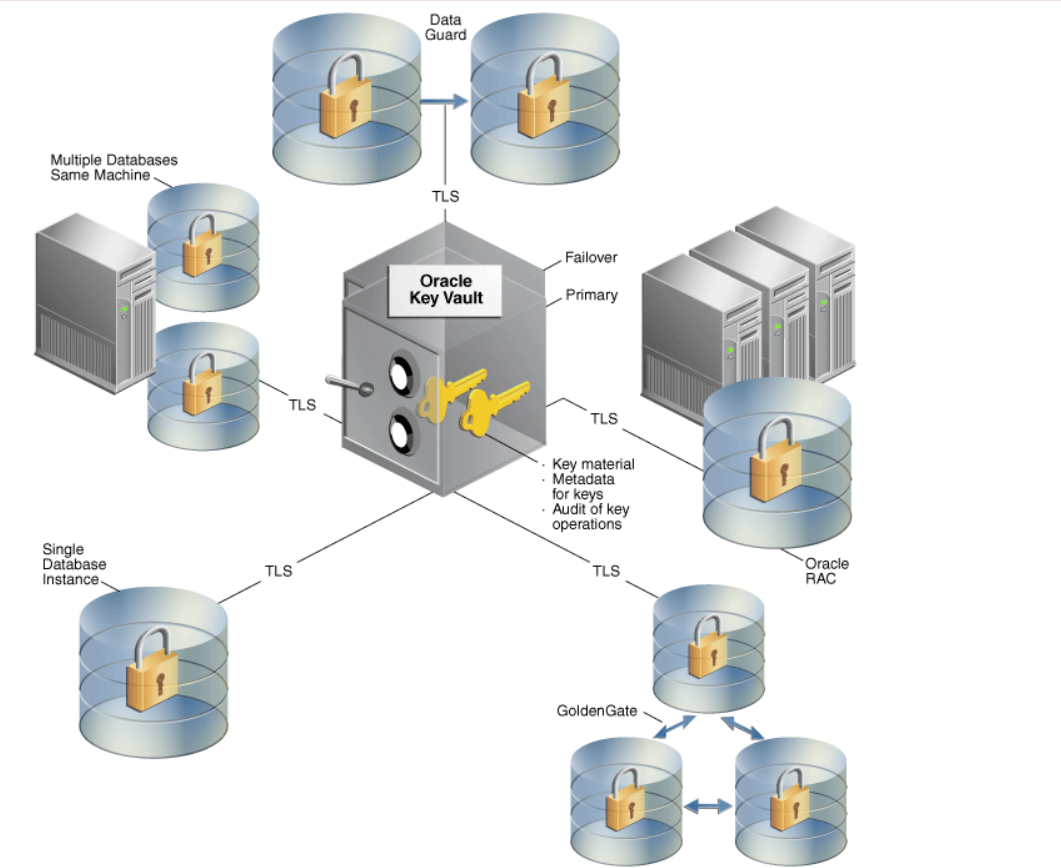 Data
Guard
Multiple Databases
Same Machine
TLS
Failover
Oracle
Key Vault
Primary
TLS
TLS
· Key material
· Metadata
for keys
· Audit of key
operations
Single
Database
Instance
TLS
TLS
Oracle
RAC
GoldenGate